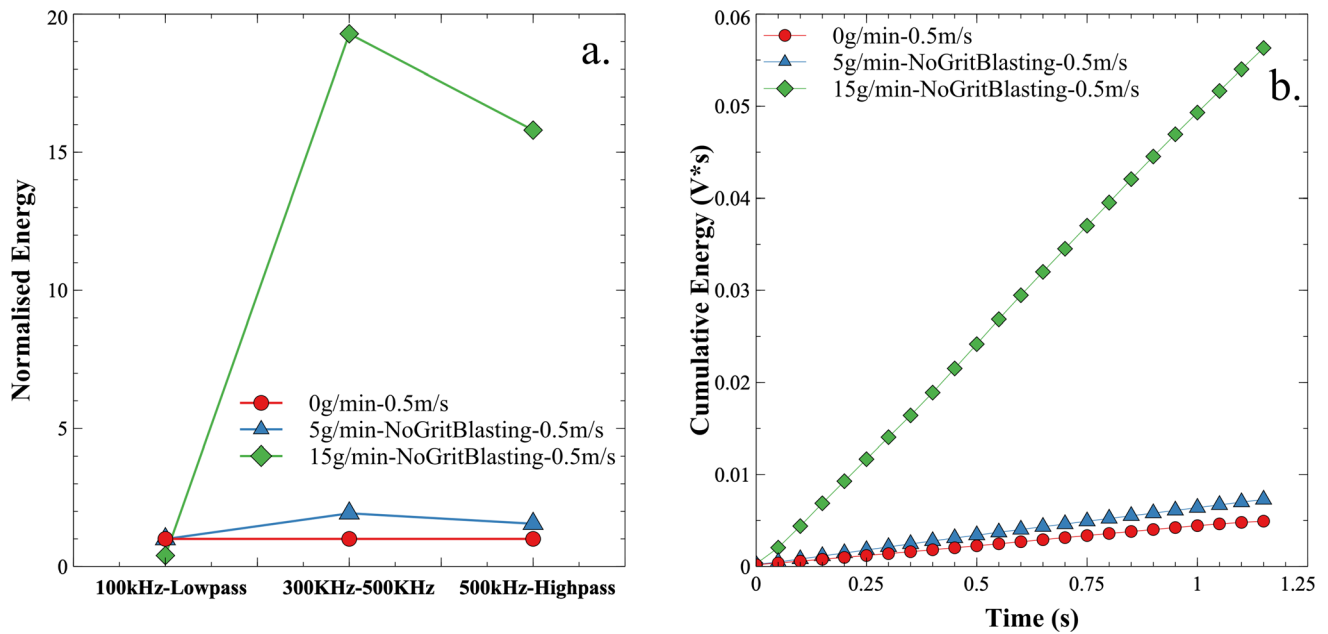 a.
20
15
10
5
0
Normalised Energy
0g/min-0.5m/s
5g/min-NoGritBlasting-0.5m/s
15g/min-NoGritBlasting-0.5m/s
100kHz-Lowpass
300KHz-500KHz
500kHz-Highpass
b.
0.06
0.05
0.04
0.03
0.02
0.01
0
Cumulative Energy (V*s)
0g/min-0.5m/s
5g/min-NoGritBlasting-0.5m/s
15g/min-NoGritBlasting-0.5m/s
0
0.25
0.5
0.75
1
1.25
Time (s)